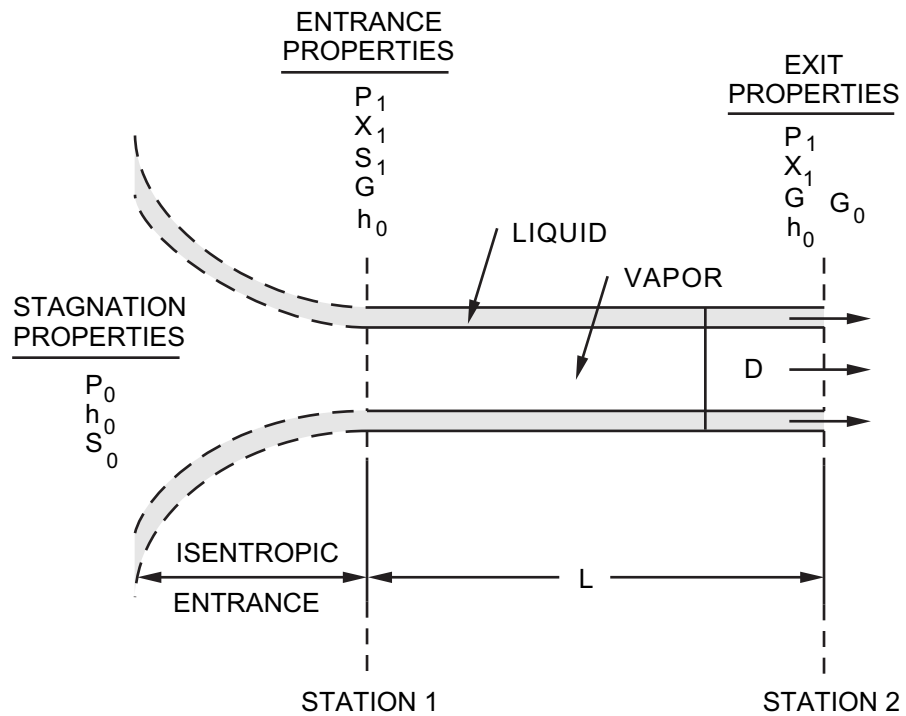 ENTRANCE
PROPERTIES
P1
X1
S1
G
h0
EXIT
PROPERTIES
P1
X1
G G0
h0
LIQUID
VAPOR
STAGNATION
PROPERTIES
P0
h0
S0
D
ISENTROPIC
ENTRANCE
L
STATION 1
STATION 2